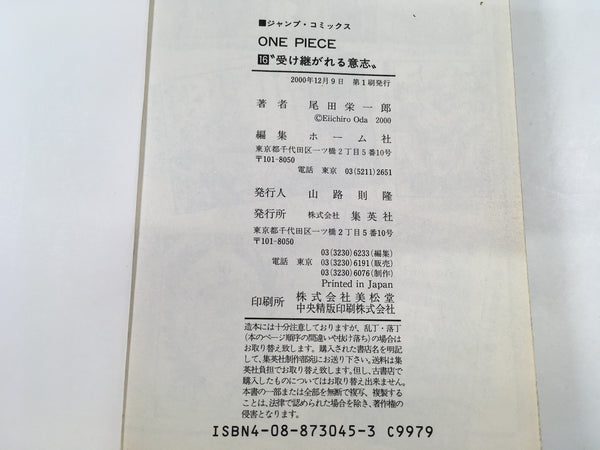 ■ジャンプ・コミックス
ONE PIECE
16〝受け継がれる意志〟
2000年12月9日 第1刷発行
著者 尾田栄一郎
©Eiichiro Oda 2000
編集 ホーム社
東京都千代田区一ツ橋2丁目5番10号
〒101-8050
電話 東京 03(5211)2651
発行人 山路則隆
発行所 株式会社 集英社
東京都千代田区一ツ橋2丁目5番10号
〒101-8050
03(3230)6233(編集)
電話 東京 03(3230)6191(販売)
03(3230)6076(制作)
Printed in Japan
印刷所 株式会社美松堂
中央精版印刷株式会社
造本には十分注意しておりますが、乱丁・落丁
(本のページ順序の間違いや抜け落ち)の場合は
お取り替え致します。購入された書店名を明記し
て、集英社制作部宛にお送り下さい。送料は集
英社負担でお取り替え致します。但し、古書店で
購入したものについてはお取り替え出来ません。
本書の一部または全部を無断で複写、複製する
ことは、法律で認められた場合を除き、著作権の
侵害となります。
ISBN4-08-873045-3 C9979